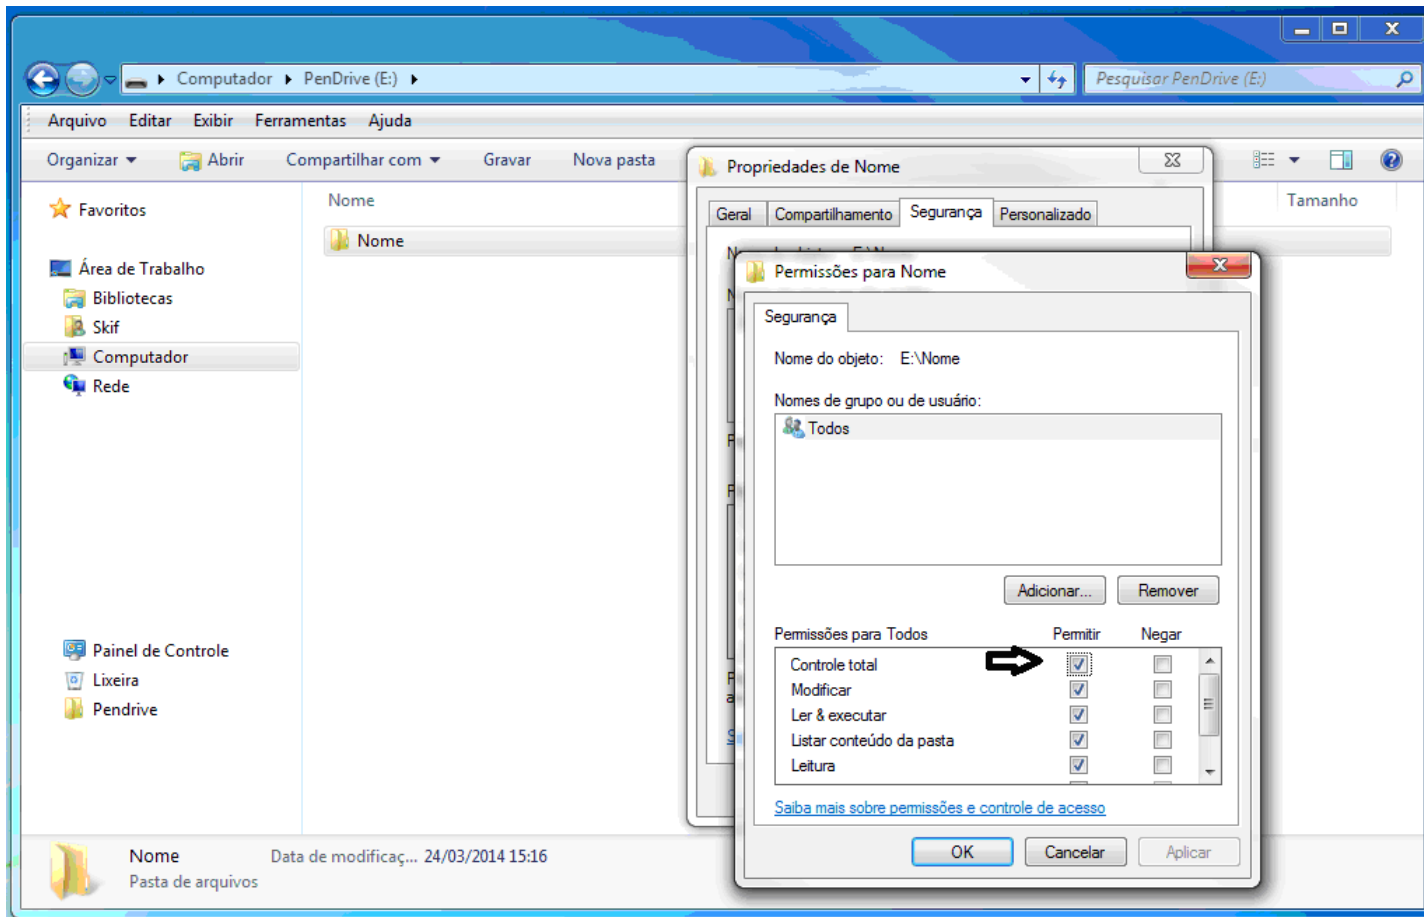 Computador PenDrive (E:)
Pesquisar PenDrive (E:)
Arquivo Editar Exibir Ferramentas Ajuda
Organizar Abrir Compartilhar com Gravar Nova pasta
Favoritos
Área de Trabalho
Bibliotecas
Skif
Computador
Rede
Painel de Controle
Lixeira
Pendrive
Nome
Tamanho
Nome
Propriedades de Nome
Geral Compartilhamento Segurança Personalizado
Permissões para Nome
Segurança
Nome do objeto: E:\Nome
Nomes de grupo ou de usuário:
Todos
Adicionar... Remover
Permissões para Todos Permitir Negar
Controle total
Modificar
Ler & executar
Listar conteúdo da pasta
Leitura
Saiba mais sobre permissões e controle de acesso
OK Cancelar Aplicar
Nome Data de modificaç... 24/03/2014 15:16
Pasta de arquivos